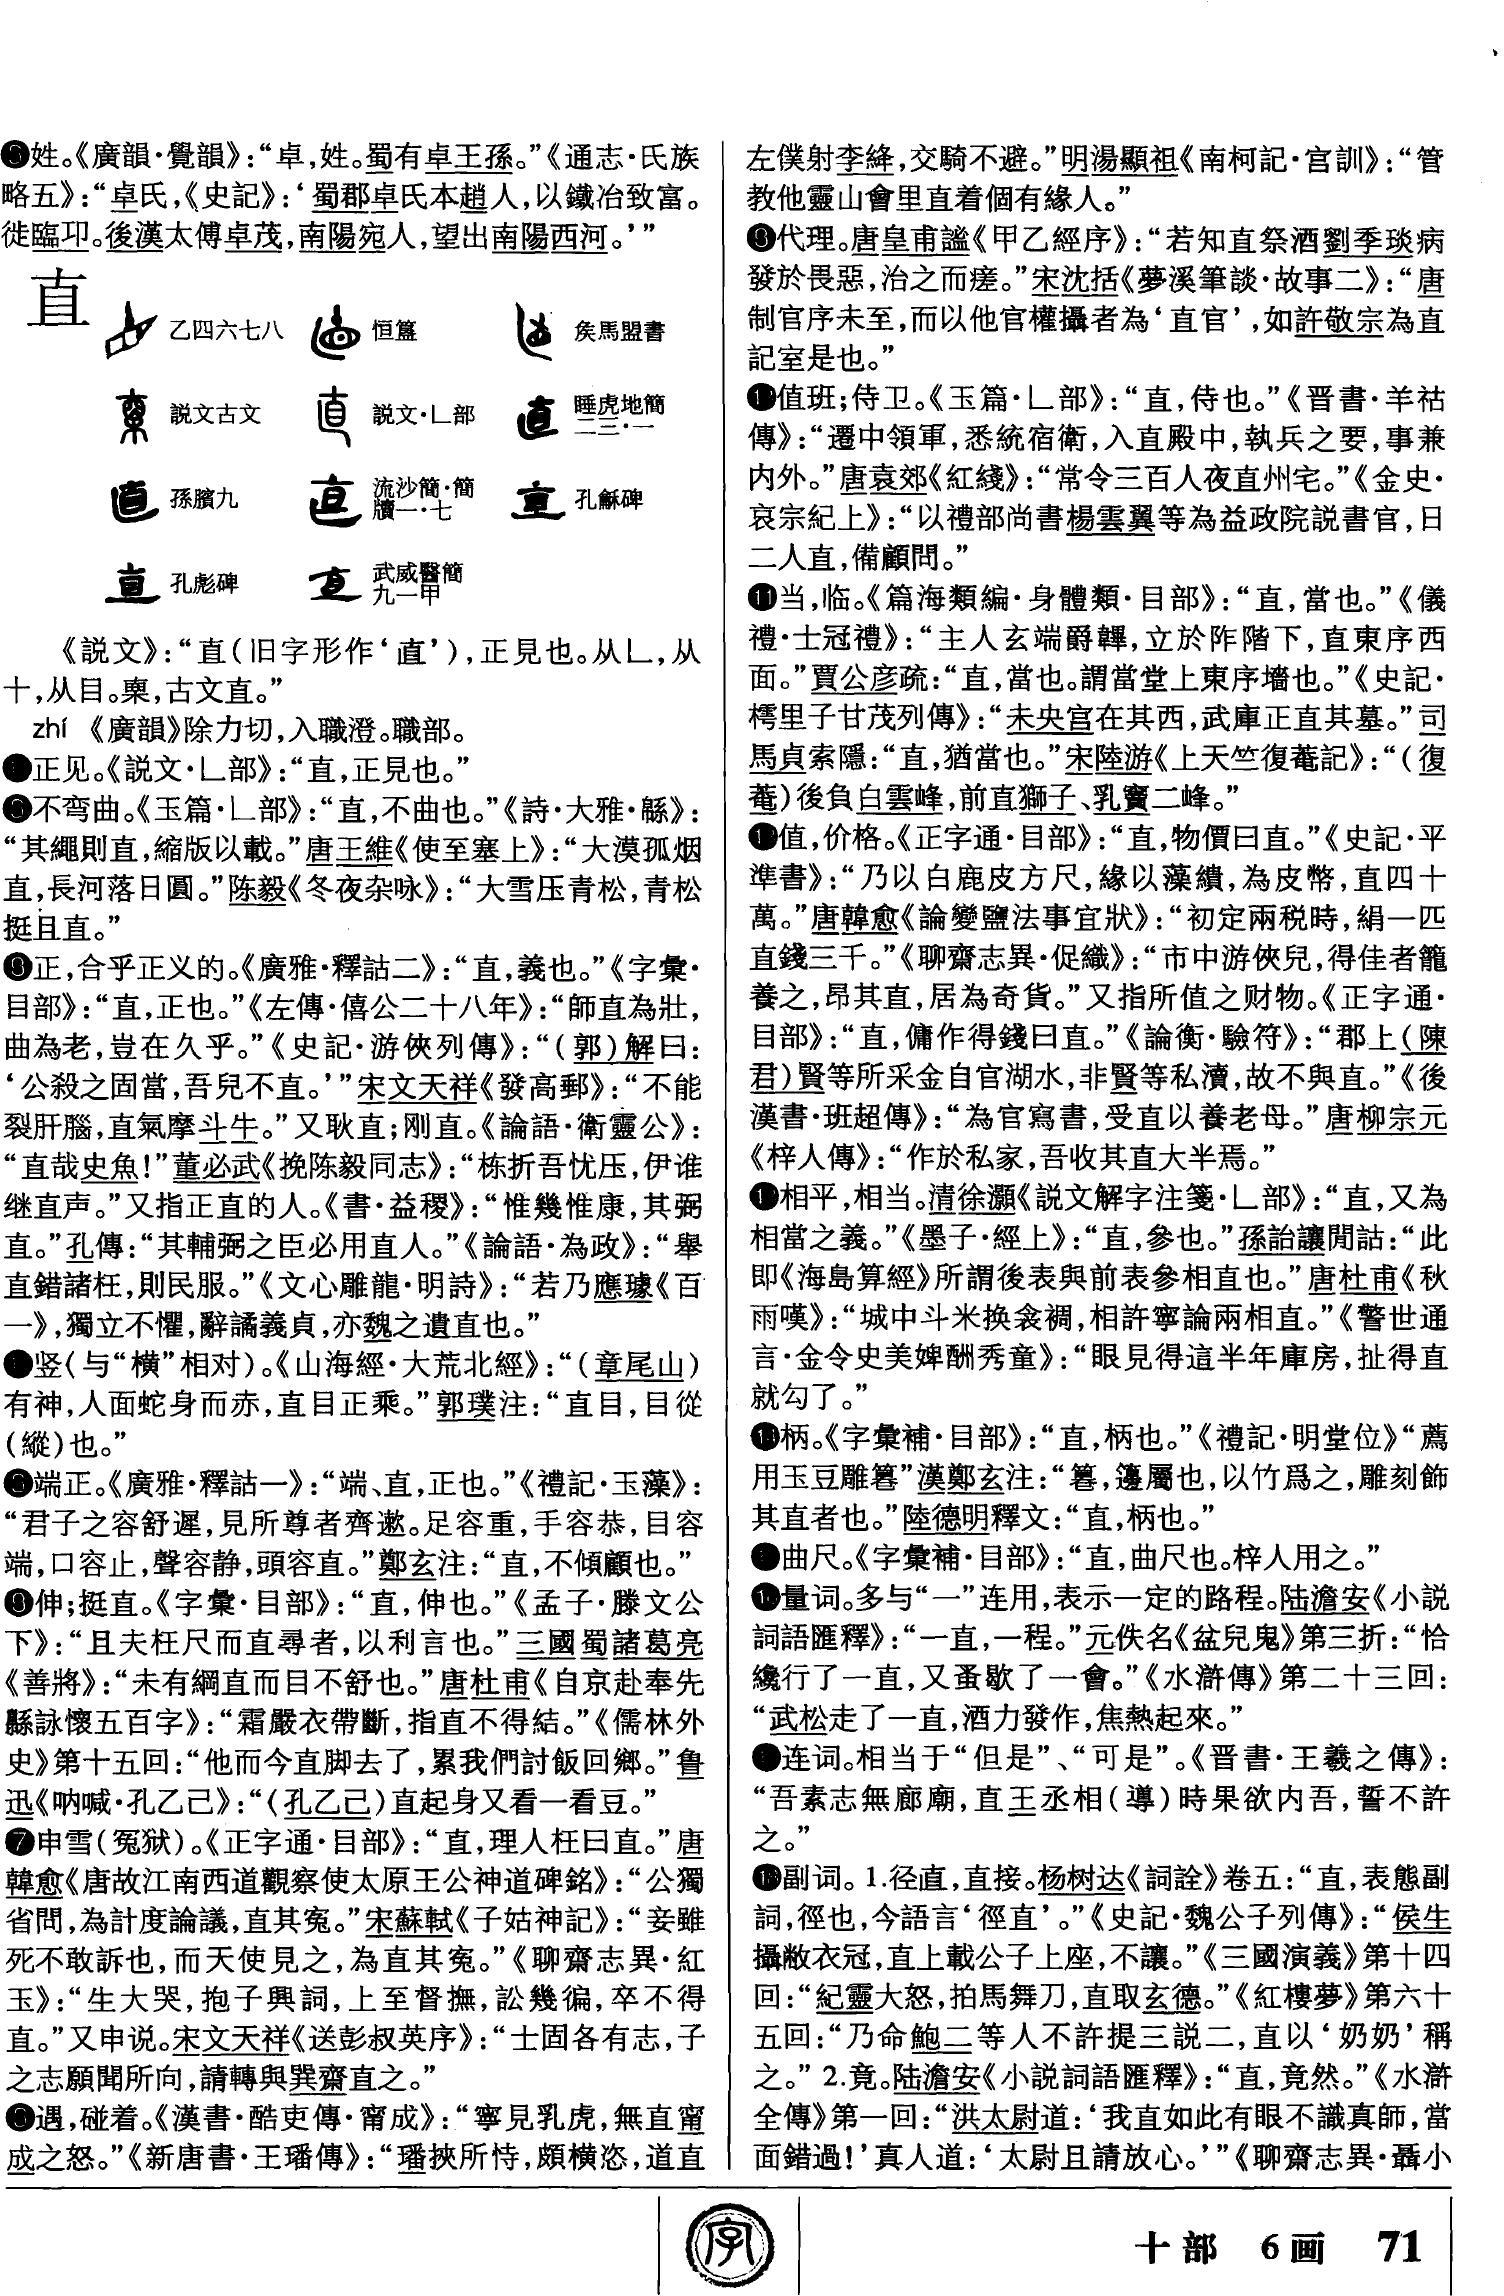 姓。《廣韻·覺韻》：“卓，姓。蜀有卓王孫。”《通志·氏族
略五》：“卓氏，《史記》：‘蜀郡卓氏本趙人，以鐵冶致富。
徙臨邛。後漢太傅卓茂，南陽宛人，望出南陽西河。’”
直
乙四六七八 恒簋 矦馬盟書
説文古文 説文·𠃊部 睡虎地簡二三·一
孫臏九 流沙簡·簡牘一·七 孔龢碑
孔彪碑 武威醫簡九一甲
《説文》：“直（旧字形作‘直’），正見也。从𠃊，从
十，从目。𣓟，古文直。”
zhí 《廣韻》除力切，入職澄。職部。
❶正见。《説文·𠃊部》：“直，正見也。”
不弯曲。《玉篇·𠃊部》：“直，不曲也。”《詩·大雅·緜》：
“其繩則直，縮版以載。”唐王維《使至塞上》：“大漠孤烟
直，長河落日圓。”陈毅《冬夜杂咏》：“大雪压青松，青松
挺且直。”
正，合乎正义的。《廣雅·釋詁二》：“直，義也。”《字彙·
目部》：“直，正也。”《左傳·僖公二十八年》：“師直為壯，
曲為老，豈在久乎。”《史記·游俠列傳》：“（郭）解曰：
‘公殺之固當，吾兒不直。’”宋文天祥《發高郵》：“不能
裂肝腦，直氣摩斗牛。”又耿直；刚直。《論語·衛靈公》：
“直哉史魚！”董必武《挽陈毅同志》：“栋折吾忧压，伊谁
继直声。”又指正直的人。《書·益稷》：“惟幾惟康，其弼
直。”孔傳：“其輔弼之臣必用直人。”《論語·為政》：“舉
直錯諸枉，則民服。”《文心雕龍·明詩》：“若乃應璩《百
一》，獨立不懼，辭譎義貞，亦魏之遺直也。”
竖（与“横”相对）。《山海經·大荒北經》：“（章尾山）
有神，人面蛇身而赤，直目正乘。”郭璞注：“直目，目從
（縱）也。”
端正。《廣雅·釋詁一》：“端、直，正也。”《禮記·玉藻》：
“君子之容舒遲，見所尊者齊遬。足容重，手容恭，目容
端，口容止，聲容静，頭容直。”鄭玄注：“直，不傾顧也。”
伸；挺直。《字彙·目部》：“直，伸也。”《孟子·滕文公
下》：“且夫枉尺而直尋者，以利言也。”三國蜀諸葛亮
《善將》：“未有綱直而目不舒也。”唐杜甫《自京赴奉先
縣詠懷五百字》：“霜嚴衣帶斷，指直不得結。”《儒林外
史》第十五回：“他而今直脚去了，累我們討飯回鄉。”鲁
迅《呐喊·孔乙己》：“（孔乙己）直起身又看一看豆。”
❼申雪（冤狱）。《正字通·目部》：“直，理人枉曰直。”唐
韓愈《唐故江南西道觀察使太原王公神道碑銘》：“公獨
省問，為計度論議，直其冤。”宋蘇軾《子姑神記》：“妾雖
死不敢訴也，而天使見之，為直其冤。”《聊齋志異·紅
玉》：“生大哭，抱子興詞，上至督撫，訟幾徧，卒不得
直。”又申说。宋文天祥《送彭叔英序》：“士固各有志，子
之志願聞所向，請轉與巽齋直之。”
遇，碰着。《漢書·酷吏傳·甯成》：“寧見乳虎，無直甯
成之怒。”《新唐書·王璠傳》：“璠挾所恃，頗横恣，道直
左僕射李絳，交騎不避。”明湯顯祖《南柯記·宫訓》：“管
教他靈山會里直着個有緣人。”
代理。唐皇甫謐《甲乙經序》：“若知直祭酒劉季琰病
發於畏惡，治之而瘥。”宋沈括《夢溪筆談·故事二》：“唐
制官序未至，而以他官權攝者為‘直官’，如許敬宗為直
記室是也。”
值班；侍卫。《玉篇·𠃊部》：“直，侍也。”《晋書·羊祜
傳》：“遷中領軍，悉統宿衛，入直殿中，執兵之要，事兼
内外。”唐袁郊《紅綫》：“常令三百人夜直州宅。”《金史·
哀宗紀上》：“以禮部尚書楊雲翼等為益政院説書官，日
二人直，備顧問。”
⓫当，临。《篇海類編·身體類·目部》：“直，當也。”《儀
禮·士冠禮》：“主人玄端爵韠，立於阼階下，直東序西
面。”賈公彦疏：“直，當也。謂當堂上東序墻也。”《史記·
樗里子甘茂列傳》：“未央宫在其西，武庫正直其墓。”司
馬貞索隱：“直，猶當也。”宋陸游《上天竺復菴記》：“（復
菴）後負白雲峰，前直獅子、乳竇二峰。”
值，价格。《正字通·目部》：“直，物價曰直。”《史記·平
準書》：“乃以白鹿皮方尺，緣以藻繢，為皮幣，直四十
萬。”唐韓愈《論變鹽法事宜狀》：“初定兩税時，絹一匹
直錢三千。”《聊齋志異·促織》：“市中游俠兒，得佳者籠
養之，昂其直，居為奇貨。”又指所值之财物。《正字通·
目部》：“直，傭作得錢曰直。”《論衡·驗符》：“郡上（陳
君）賢等所采金自官湖水，非賢等私瀆，故不與直。”《後
漢書·班超傳》：“為官寫書，受直以養老母。”唐柳宗元
《梓人傳》：“作於私家，吾收其直大半焉。”
相平，相当。清徐灝《説文解字注箋·𠃊部》：“直，又為
相當之義。”《墨子·經上》：“直，參也。”孫詒讓閒詁：“此
即《海島算經》所謂後表與前表參相直也。”唐杜甫《秋
雨嘆》：“城中斗米换衾裯，相許寧論兩相直。”《警世通
言·金令史美婢酬秀童》：“眼見得這半年庫房，扯得直
就勾了。”
柄。《字彙補·目部》：“直，柄也。”《禮記·明堂位》“薦
用玉豆雕篹”漢鄭玄注：“篹，籩屬也，以竹爲之，雕刻飾
其直者也。”陸德明釋文：“直，柄也。”
曲尺。《字彙補·目部》：“直，曲尺也。梓人用之。”
量词。多与“一”连用，表示一定的路程。陆澹安《小説
詞語匯釋》：“一直，一程。”元佚名《盆兒鬼》第三折：“恰
纔行了一直，又蚤歇了一會。”《水滸傳》第二十三回：
“武松走了一直，酒力發作，焦熱起來。”
连词。相当于“但是”、“可是”。《晋書·王羲之傳》：
“吾素志無廊廟，直王丞相（導）時果欲内吾，誓不許
之。”
副词。1.径直，直接。杨树达《詞詮》卷五：“直，表態副
詞，徑也，今語言‘徑直’。”《史記·魏公子列傳》：“侯生
攝敝衣冠，直上載公子上座，不讓。”《三國演義》第十四
回：“紀靈大怒，拍馬舞刀，直取玄德。”《紅樓夢》第六十
五回：“乃命鮑二等人不許提三説二，直以‘奶奶’稱
之。”2.竟。陆澹安《小説詞語匯釋》：“直，竟然。”《水滸
全傳》第一回：“洪太尉道：‘我直如此有眼不識真師，當
面錯過！’真人道：‘太尉且請放心。’”《聊齋志異·聶小
字
十部 6画 71